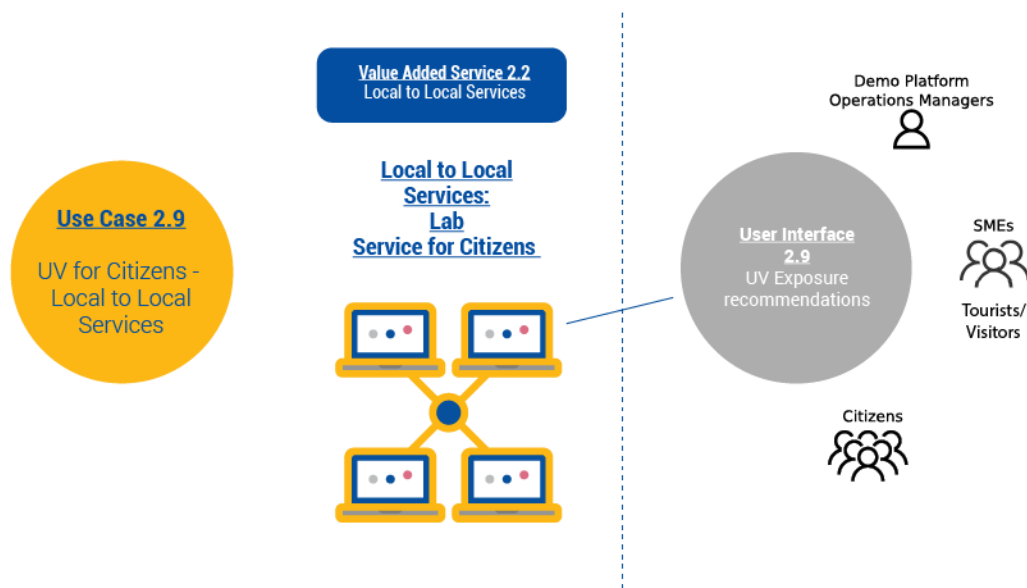 Value Added Service 2.2
Local to Local Services
Demo Platform
Operations Managers
Use Case 2.9
UV for Citizens -
Local to Local
Services
Local to Local
Services:
Lab
Service for Citizens
User Interface
2.9
UV Exposure
recommendations
SMEs
Tourists/
Visitors
Citizens